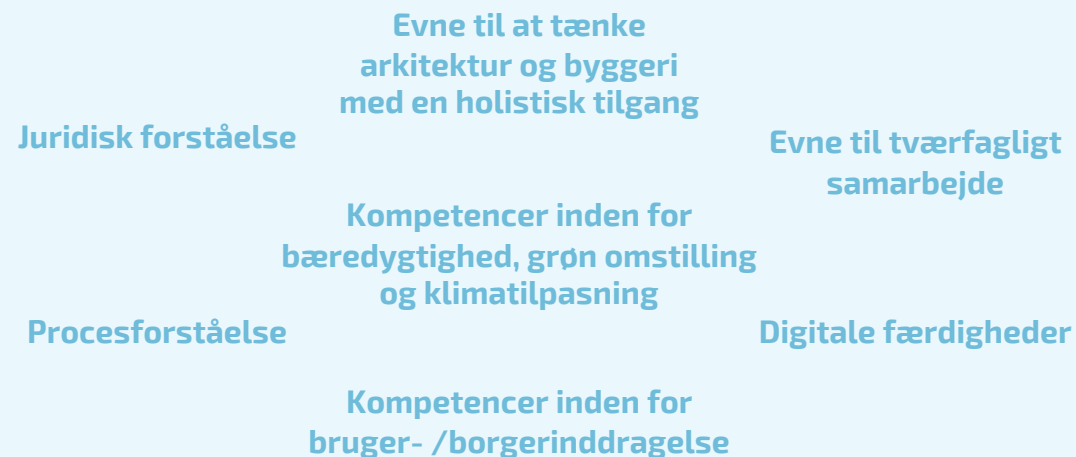 Evne til at tænke
arkitektur og byggeri
med en holistisk tilgang
Juridisk forståelse
Evne til tværfagligt
samarbejde
Kompetencer inden for
bæredygtighed, grøn omstilling
og klimatilpasning
Procesforståelse
Digitale færdigheder
Kompetencer inden for
bruger- /borgerinddragelse